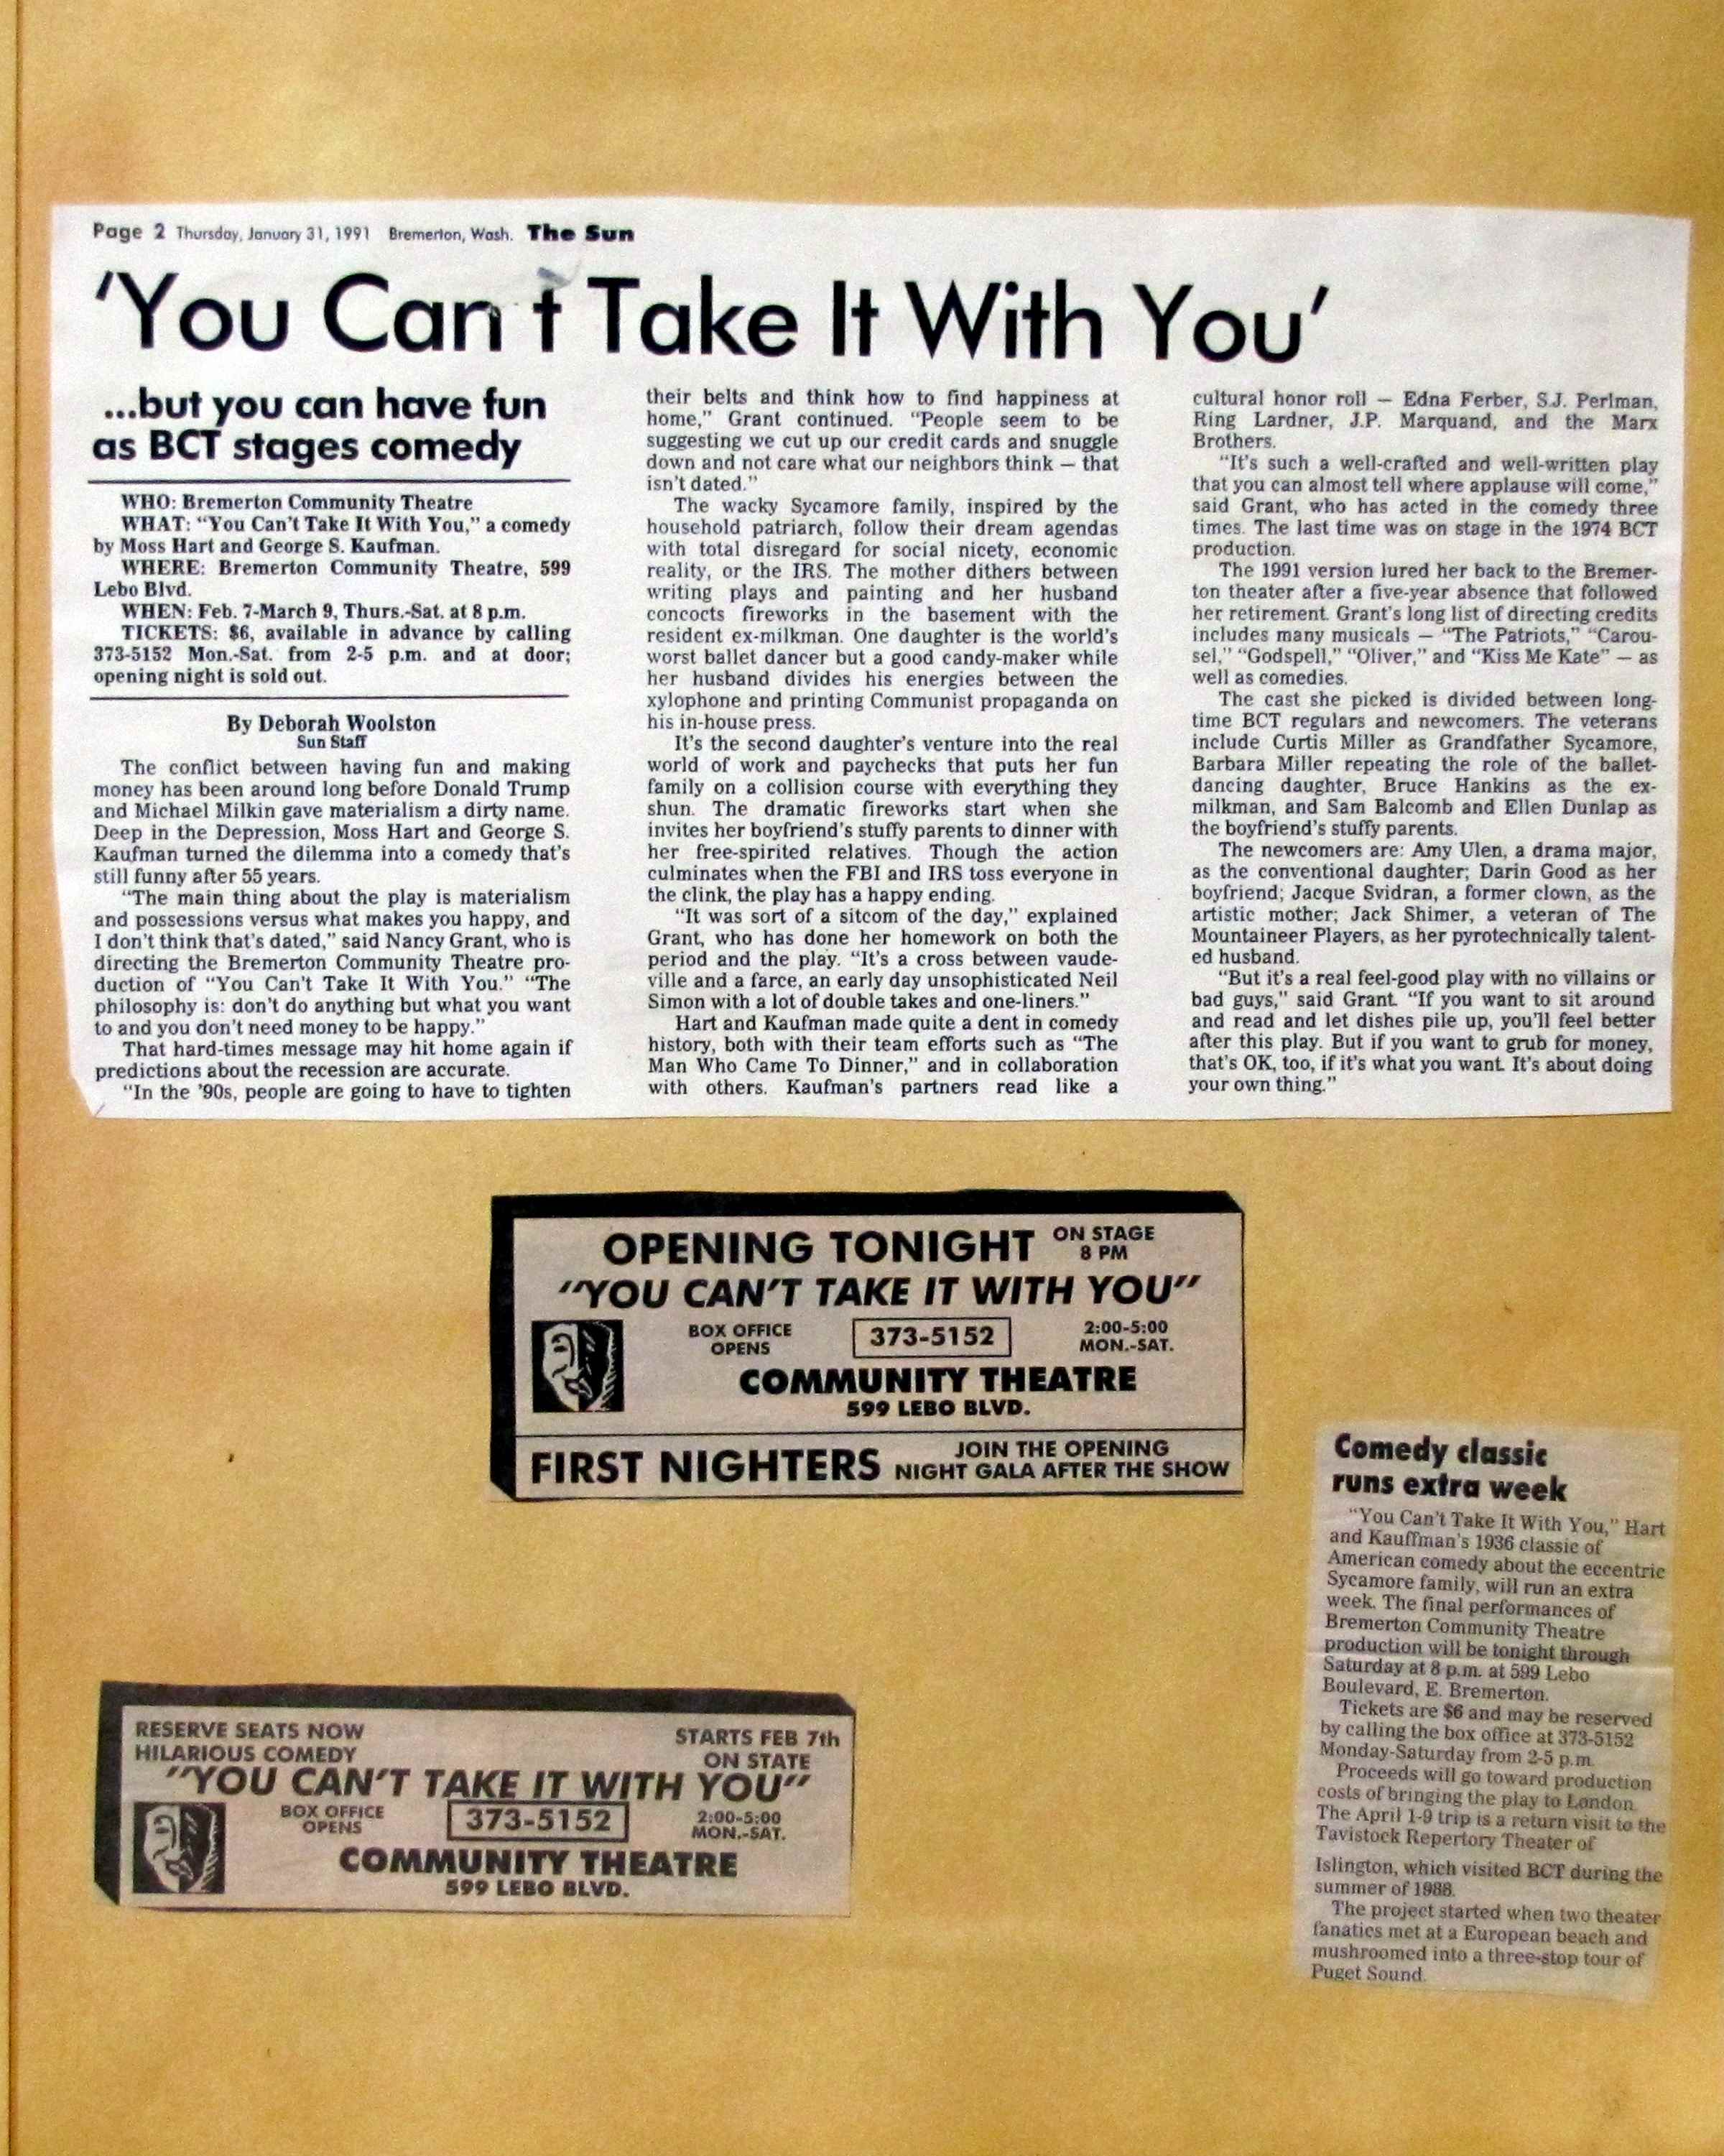 Page 2 Thursday, January 31, 1991 Bremerton, Wash. The Sun
'You Can t Take It With You'
...but you can have fun
as BCT stages comedy
WHO: Bremerton Community Theatre
WHAT: "You Can't Take It With You," a comedy
by Moss Hart and George S. Kaufman.
WHERE: Bremerton Community Theatre, 599
Lebo Blvd.
WHEN: Feb. 7-March 9, Thurs.-Sat. at 8 p.m.
TICKETS: $6, available in advance by calling
373-5152 Mon.-Sat. from 2-5 p.m. and at door;
opening night is sold out.
By Deborah Woolston
Sun Staff
The conflict between having fun and making
money has been around long before Donald Trump
and Michael Milkin gave materialism a dirty name.
Deep in the Depression, Moss Hart and George S.
Kaufman turned the dilemma into a comedy that's
still funny after 55 years.
"The main thing about the play is materialism
and possessions versus what makes you happy, and
I don't think that's dated," said Nancy Grant, who is
directing the Bremerton Community Theatre pro-
duction of "You Can't Take It With You." "The
philosophy is: don't do anything but what you want
to and you don't need money to be happy."
That hard-times message may hit home again if
predictions about the recession are accurate.
"In the '90s, people are going to have to tighten
their belts and think how to find happiness at
home," Grant continued. "People seem to be
suggesting we cut up our credit cards and snuggle
down and not care what our neighbors think — that
isn't dated."
The wacky Sycamore family, inspired by the
household patriarch, follow their dream agendas
with total disregard for social nicety, economic
reality, or the IRS. The mother dithers between
writing plays and painting and her husband
concocts fireworks in the basement with the
resident ex-milkman. One daughter is the world's
worst ballet dancer but a good candy-maker while
her husband divides his energies between the
xylophone and printing Communist propaganda on
his in-house press.
It's the second daughter's venture into the real
world of work and paychecks that puts her fun
family on a collision course with everything they
shun. The dramatic fireworks start when she
invites her boyfriend's stuffy parents to dinner with
her free-spirited relatives. Though the action
culminates when the FBI and IRS toss everyone in
the clink, the play has a happy ending.
"It was sort of a sitcom of the day," explained
Grant, who has done her homework on both the
period and the play. "It's a cross between vaude-
ville and a farce, an early day unsophisticated Neil
Simon with a lot of double takes and one-liners."
Hart and Kaufman made quite a dent in comedy
history, both with their team efforts such as "The
Man Who Came To Dinner," and in collaboration
with others. Kaufman's partners read like a
cultural honor roll — Edna Ferber, S.J. Perlman,
Ring Lardner, J.P. Marquand, and the Marx
Brothers.
"It's such a well-crafted and well-written play
that you can almost tell where applause will come,"
said Grant, who has acted in the comedy three
times. The last time was on stage in the 1974 BCT
production.
The 1991 version lured her back to the Bremer-
ton theater after a five-year absence that followed
her retirement. Grant's long list of directing credits
includes many musicals — "The Patriots," "Carou-
sel," "Godspell," "Oliver," and "Kiss Me Kate" — as
well as comedies.
The cast she picked is divided between long-
time BCT regulars and newcomers. The veterans
include Curtis Miller as Grandfather Sycamore,
Barbara Miller repeating the role of the ballet-
dancing daughter, Bruce Hankins as the ex-
milkman, and Sam Balcomb and Ellen Dunlap as
the boyfriend's stuffy parents.
The newcomers are: Amy Ulen, a drama major,
as the conventional daughter; Darin Good as her
boyfriend; Jacque Svidran, a former clown, as the
artistic mother; Jack Shimer, a veteran of The
Mountaineer Players, as her pyrotechnically talent-
ed husband.
"But it's a real feel-good play with no villains or
bad guys," said Grant. "If you want to sit around
and read and let dishes pile up, you'll feel better
after this play. But if you want to grub for money,
that's OK, too, if it's what you want. It's about doing
your own thing."
OPENING TONIGHT ON STAGE
8 PM
"YOU CAN'T TAKE IT WITH YOU"
BOX OFFICE
OPENS
373-5152
2:00-5:00
MON.-SAT.
COMMUNITY THEATRE
599 LEBO BLVD.
FIRST NIGHTERS JOIN THE OPENING
NIGHT GALA AFTER THE SHOW
RESERVE SEATS NOW
HILARIOUS COMEDY
STARTS FEB 7th
ON STATE
"YOU CAN'T TAKE IT WITH YOU"
BOX OFFICE
OPENS
373-5152
2:00-5:00
MON.-SAT.
COMMUNITY THEATRE
599 LEBO BLVD.
Comedy classic
runs extra week
"You Can't Take It With You," Hart
and Kauffman's 1936 classic of
American comedy about the eccentric
Sycamore family, will run an extra
week. The final performances of
Bremerton Community Theatre
production will be tonight through
Saturday at 8 p.m. at 599 Lebo
Boulevard, E. Bremerton.
Tickets are $6 and may be reserved
by calling the box office at 373-5152
Monday-Saturday from 2-5 p.m.
Proceeds will go toward production
costs of bringing the play to London.
The April 1-9 trip is a return visit to the
Tavistock Repertory Theater of
Islington, which visited BCT during the
summer of 1988.
The project started when two theater
fanatics met at a European beach and
mushroomed into a three-stop tour of
Puget Sound.